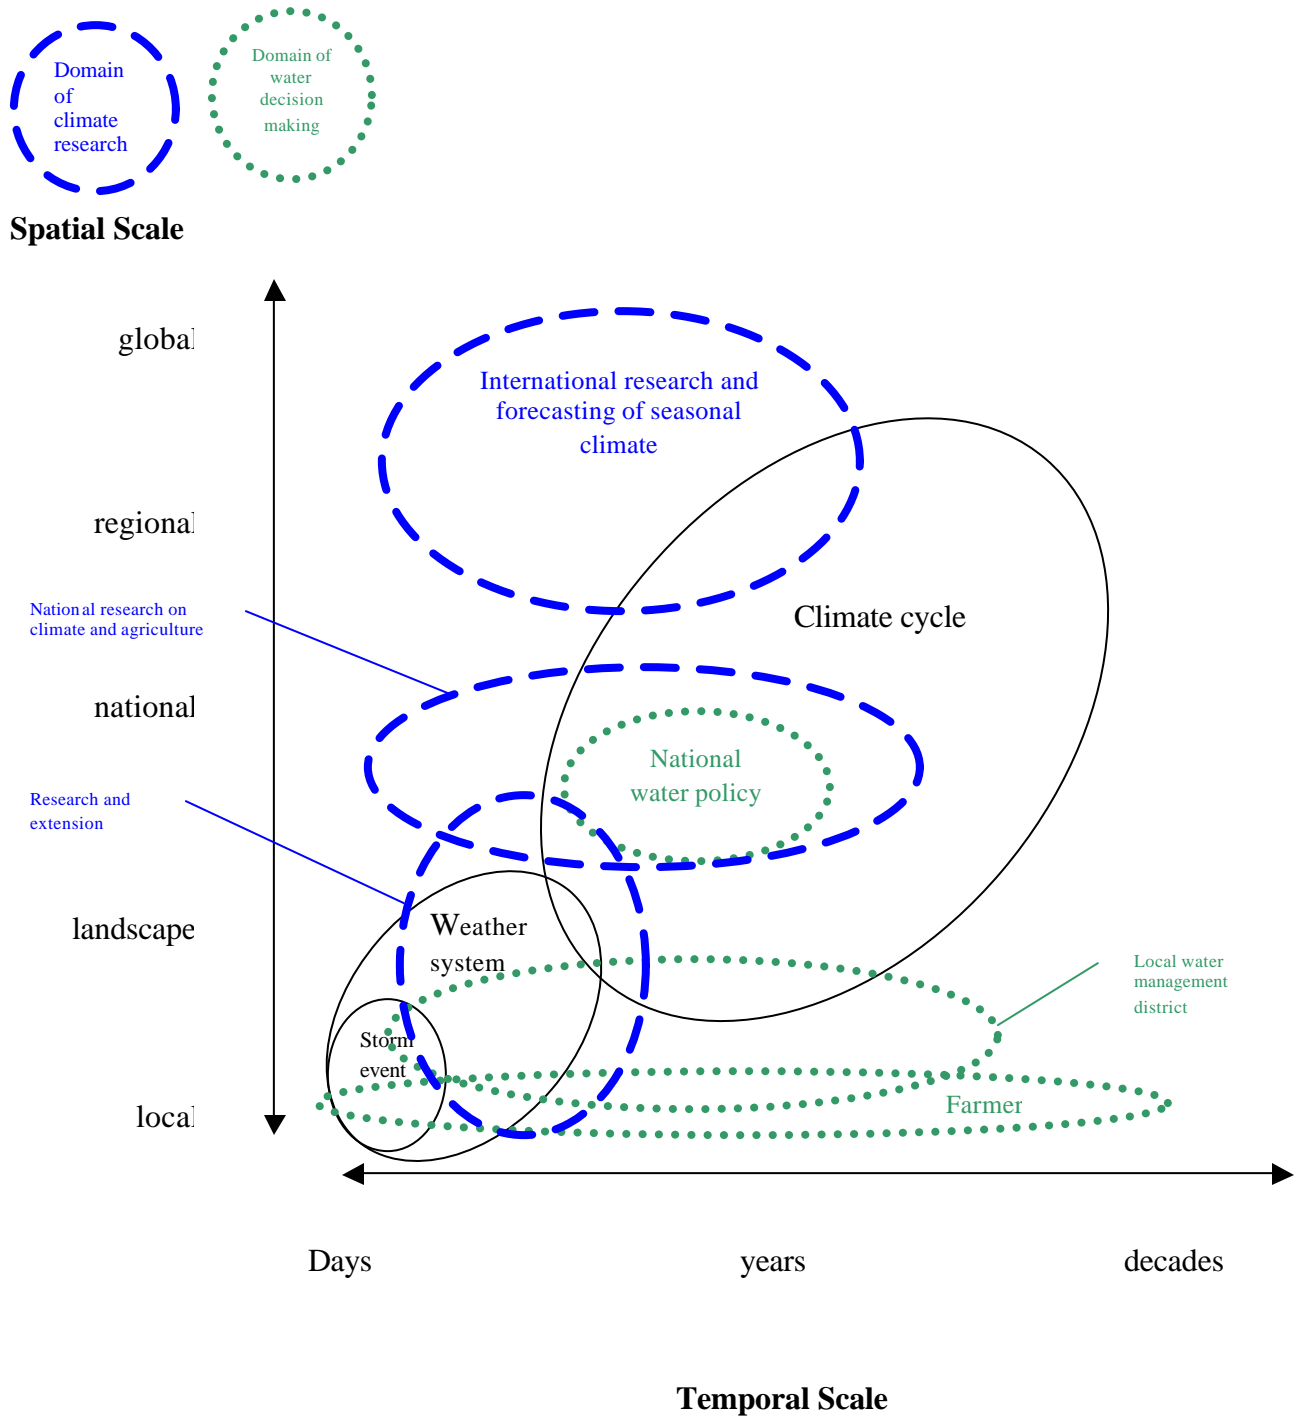 Domain
of
climate
research
Domain of
water
decision
making
Spatial Scale
global
International research and
forecasting of seasonal
climate
regional
National research on
climate and agriculture
Climate cycle
national
National
water policy
Research and
extension
landscape
Weather
system
Local water
management
district
Storm
event
Farmer
local
Days
years
decades
Temporal Scale